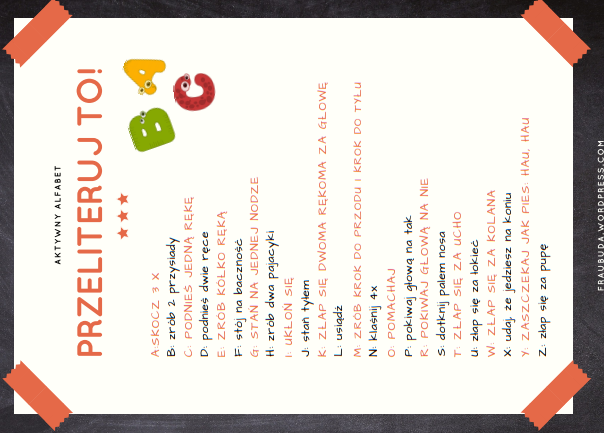 AKTYWNY ALFABET
PRZELITERUJ TO!
B A
C
A:SKOCZ 3 X
B: zrób 2 przysiady
C: PODNIEŚ JEDNĄ RĘKĘ
D: podnieś dwie ręce
E: ZRÓB KÓŁKO RĘKĄ
F: stój na baczność
G: STAŃ NA JEDNEJ NODZE
H: zrób dwa pajacyki
I: UKŁOŃ SIĘ
J: stań tyłem
K: ZŁAP SIĘ DWOMA RĘKOMA ZA GŁOWĘ
L: usiądź
M: ZRÓB KROK DO PRZODU I KROK DO TYŁU
N: klaśnij 4x
O: POMACHAJ
P: pokiwaj głową na tak
R: POKIWAJ GŁOWĄ NA NIE
S: dotknij palem nosa
T: ZŁAP SIĘ ZA UCHO
U: złap się za łokieć
W: ZŁAP SIĘ ZA KOLANA
X: udaj, że jedziesz na koniu
Y: ZASZCZEKAJ JAK PIES: HAU, HAU
Z: złap się za pupę
FRAUBUDA.WORDPRESS.COM